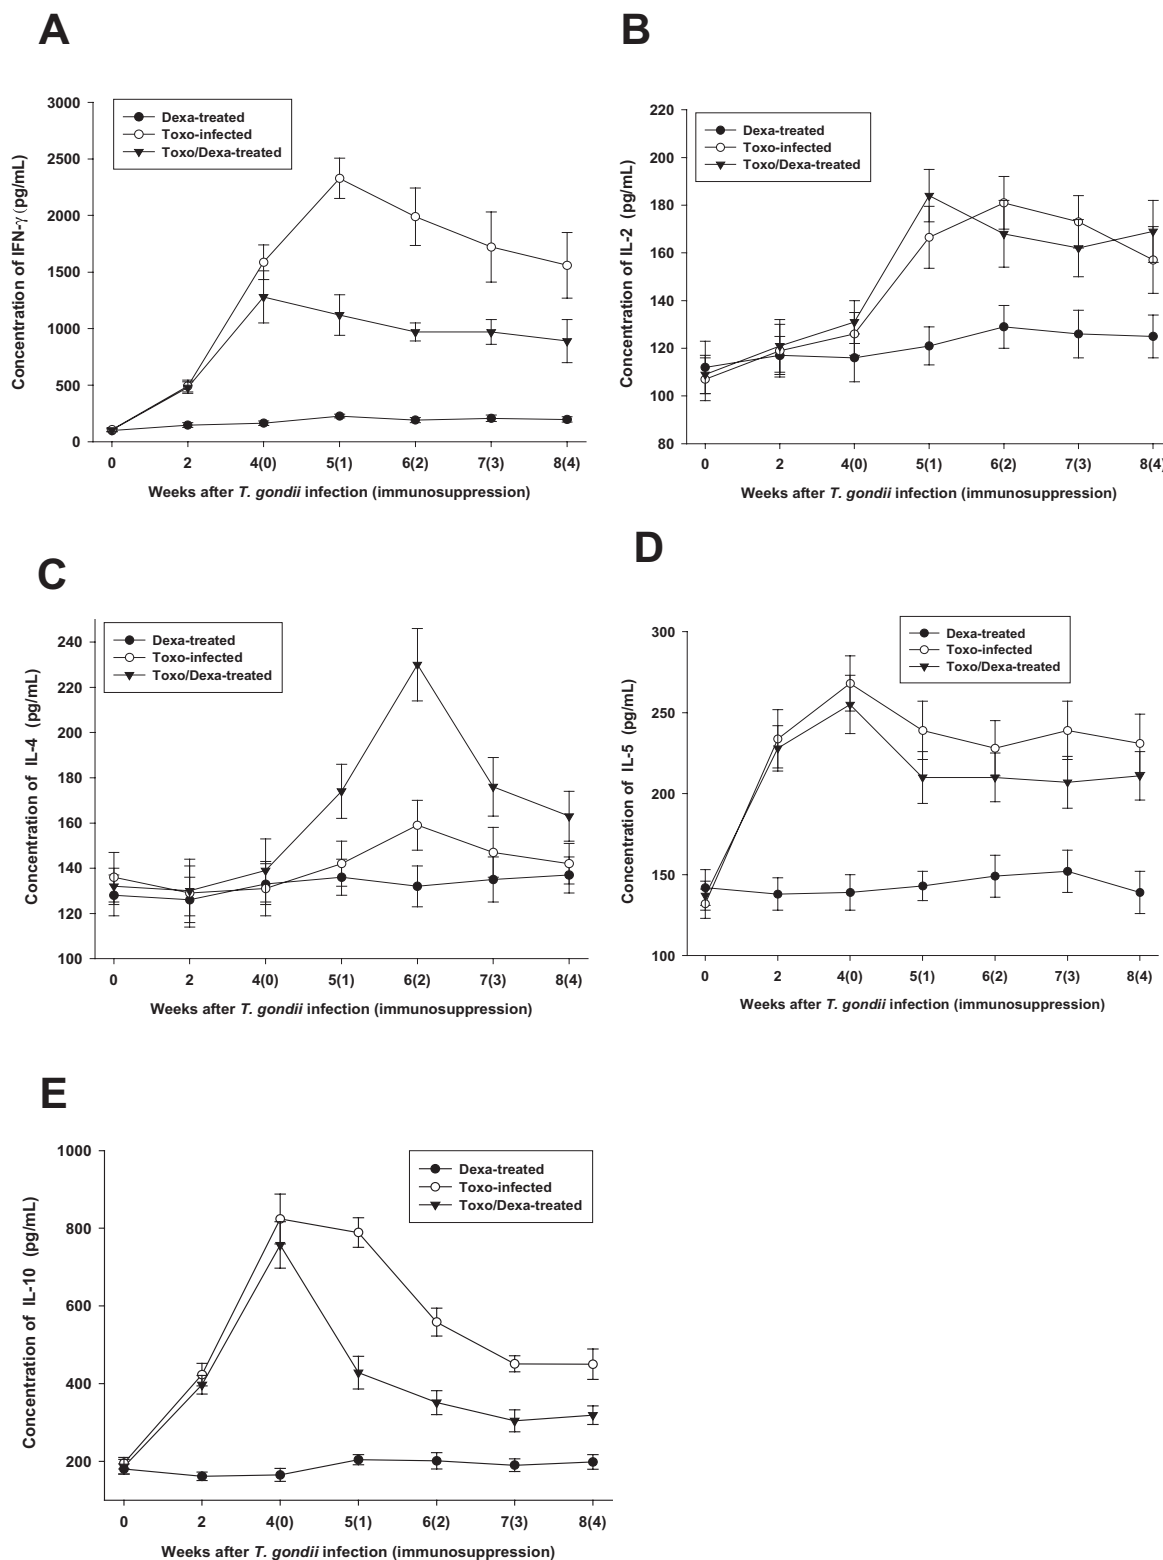 A
Concentration of IFN-γ (pg/mL)
3000
2500
2000
1500
1000
500
0
Dexa-treated
Toxo-infected
Toxo/Dexa-treated
0 2 4(0) 5(1) 6(2) 7(3) 8(4)
Weeks after T. gondii infection (immunosuppression)
B
Concentration of IL-2 (pg/mL)
220
200
180
160
140
120
100
80
Dexa-treated
Toxo-infected
Toxo/Dexa-treated
0 2 4(0) 5(1) 6(2) 7(3) 8(4)
Weeks after T. gondii infection (immunosuppression)
C
Concentration of IL-4 (pg/mL)
240
220
200
180
160
140
120
100
Dexa-treated
Toxo-infected
Toxo/Dexa-treated
0 2 4(0) 5(1) 6(2) 7(3) 8(4)
Weeks after T. gondii infection (immunosuppression)
D
Concentration of IL-5 (pg/mL)
300
250
200
150
100
Dexa-treated
Toxo-infected
Toxo/Dexa-treated
0 2 4(0) 5(1) 6(2) 7(3) 8(4)
Weeks after T. gondii infection (immunosuppression)
E
Concentration of IL-10 (pg/mL)
1000
800
600
400
200
Dexa-treated
Toxo-infected
Toxo/Dexa-treated
0 2 4(0) 5(1) 6(2) 7(3) 8(4)
Weeks after T. gondii infection (immunosuppression)